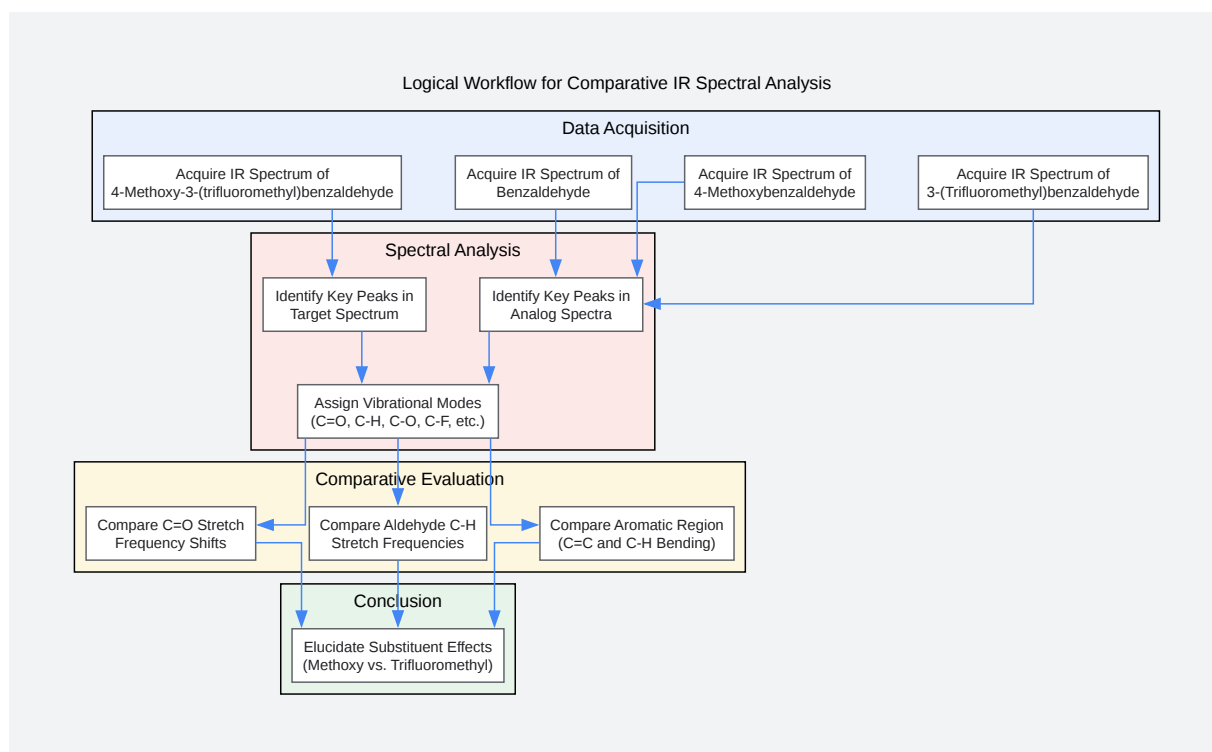 Logical Workflow for Comparative IR Spectral Analysis
Data Acquisition
Acquire IR Spectrum of
4-Methoxy-3-(trifluoromethyl)benzaldehyde
Acquire IR Spectrum of
Benzaldehyde
Acquire IR Spectrum of
4-Methoxybenzaldehyde
Acquire IR Spectrum of
3-(Trifluoromethyl)benzaldehyde
Spectral Analysis
Identify Key Peaks in
Target Spectrum
Identify Key Peaks in
Analog Spectra
Assign Vibrational Modes
(C=O, C-H, C-O, C-F, etc.)
Comparative Evaluation
Compare C=O Stretch
Frequency Shifts
Compare Aldehyde C-H
Stretch Frequencies
Compare Aromatic Region
(C=C and C-H Bending)
Conclusion
Elucidate Substituent Effects
(Methoxy vs. Trifluoromethyl)